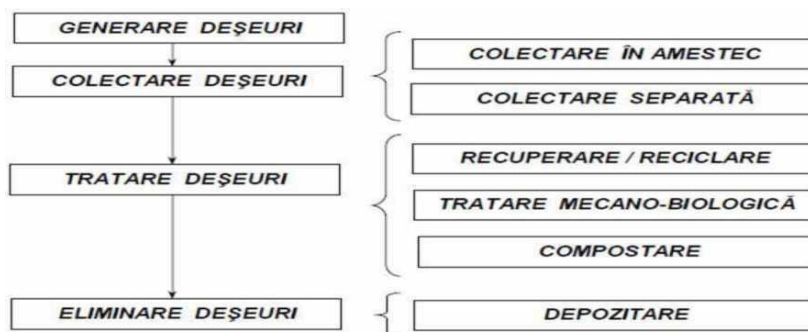 GENERARE DEŞEURI
COLECTARE DEŞEURI
COLECTARE ÎN AMESTEC
COLECTARE SEPARATĂ
TRATARE DEŞEURI
RECUPERARE / RECICLARE
TRATARE MECANO-BIOLOGICĂ
COMPOSTARE
ELIMINARE DEŞEURI
DEPOZITARE